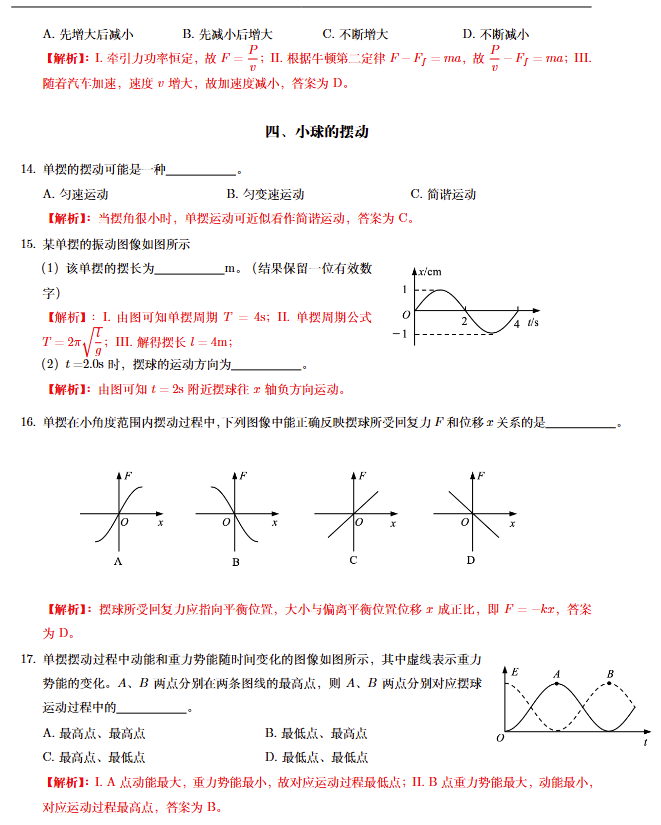 A. 先增大后减小 B. 先减小后增大 C. 不断增大 D. 不断减小
【解析】：I. 牵引力功率恒定，故 F = P/v；II. 根据牛顿第二定律 F − F_f = ma，故 P/v − F_f = ma；III.
随着汽车加速，速度 v 增大，故加速度减小，答案为 D。
四、小球的摆动
14. 单摆的摆动可能是一种___________。
A. 匀速运动 B. 匀变速运动 C. 简谐运动
【解析】：当摆角很小时，单摆运动可近似看作简谐运动，答案为 C。
15. 某单摆的振动图像如图所示
（1）该单摆的摆长为___________m。（结果保留一位有效数
字）
【解析】：I. 由图可知单摆周期 T = 4s；II. 单摆周期公式
T = 2π√(l/g)；III. 解得摆长 l = 4m；
（2）t =2.0s 时，摆球的运动方向为___________。
【解析】：由图可知 t = 2s 附近摆球往 x 轴负方向运动。
x/cm
1
O
2
4
t/s
−1
16. 单摆在小角度范围内摆动过程中，下列图像中能正确反映摆球所受回复力 F 和位移 x 关系的是___________。
F F F F
O x O x O x O x
A B C D
【解析】：摆球所受回复力应指向平衡位置，大小与偏离平衡位置位移 x 成正比，即 F = −kx，答案
为 D。
17. 单摆摆动过程中动能和重力势能随时间变化的图像如图所示，其中虚线表示重力
势能的变化。A、B 两点分别在两条图线的最高点，则 A、B 两点分别对应摆球
运动过程中的___________。
E A B
O t
A. 最高点、最高点 B. 最低点、最高点
C. 最高点、最低点 D. 最低点、最低点
【解析】：I. A 点动能最大，重力势能最小，故对应运动过程最低点；II. B 点重力势能最大，动能最小，
对应运动过程最高点，答案为 B。